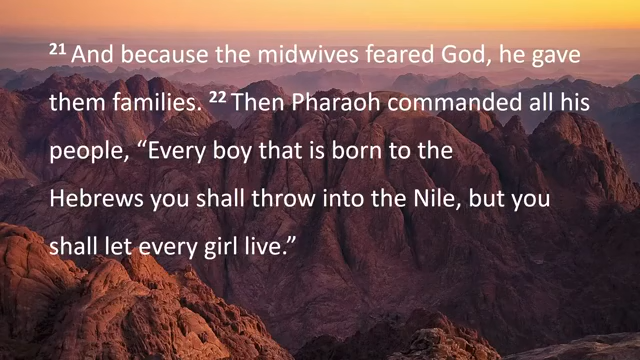 21 And because the midwives feared God, he gave
them families. 22 Then Pharaoh commanded all his
people, “Every boy that is born to the
Hebrews you shall throw into the Nile, but you
shall let every girl live.”